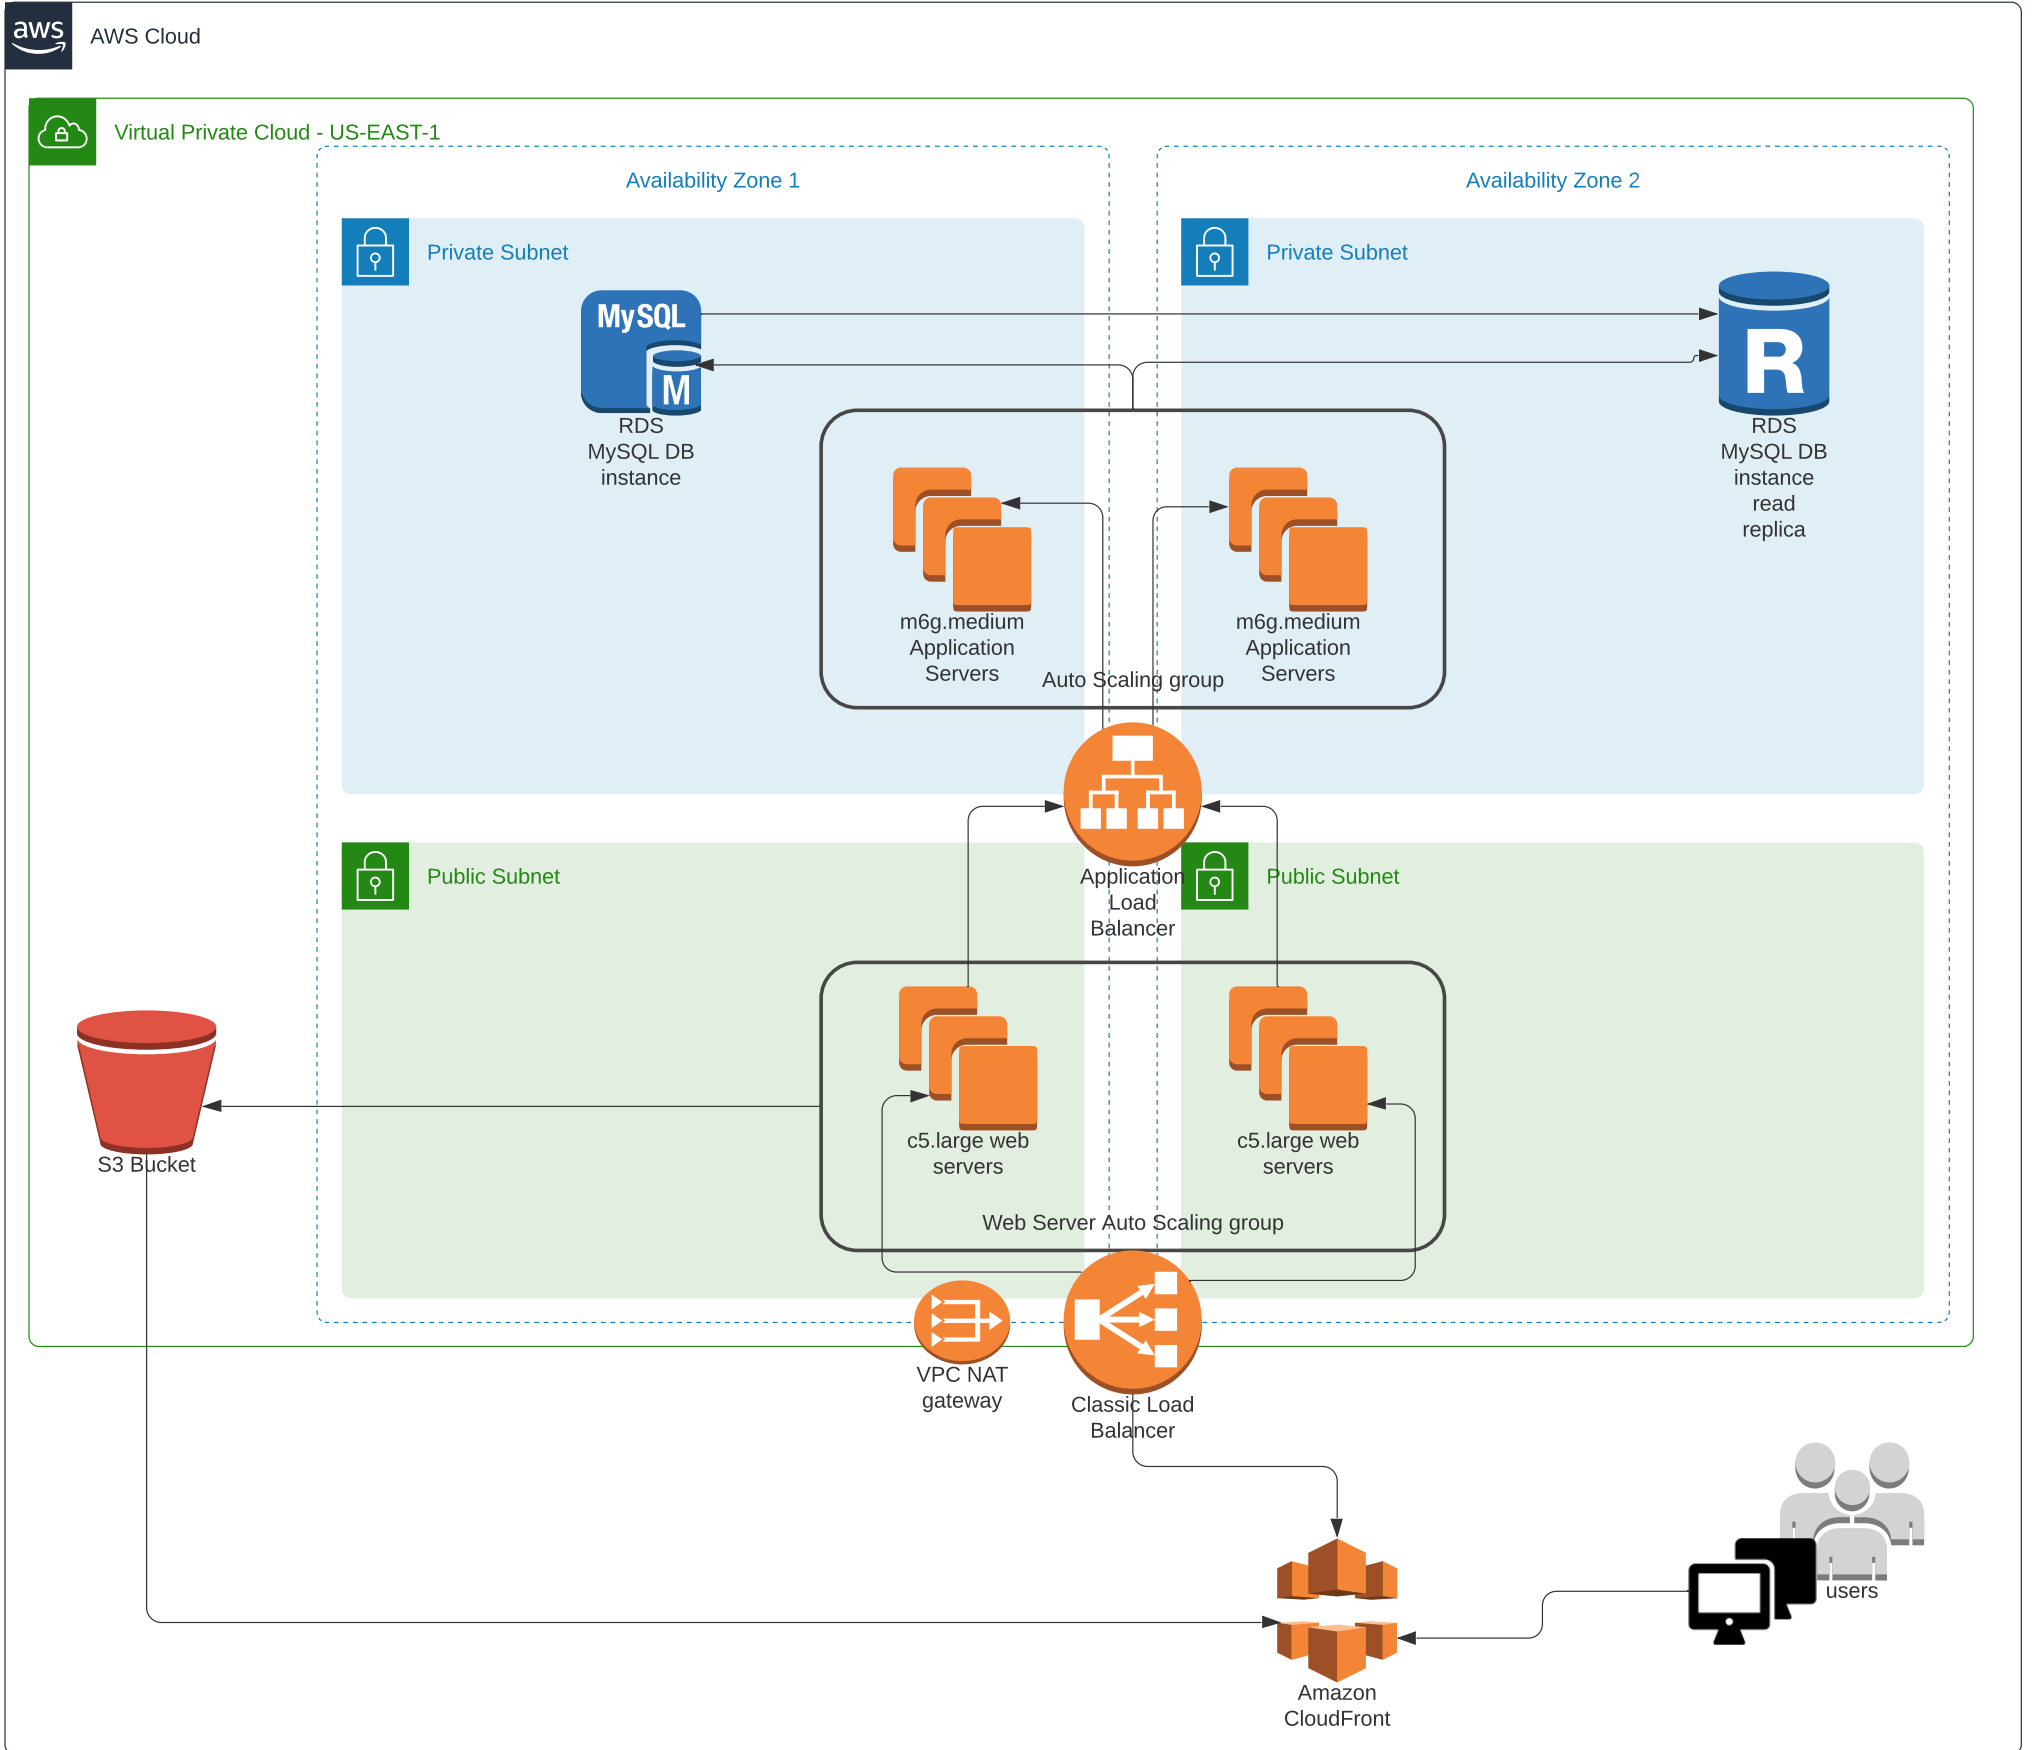 aws
AWS Cloud
Virtual Private Cloud - US-EAST-1
Availability Zone 1
Availability Zone 2
Private Subnet
Private Subnet
MySQL
M
R
RDS
MySQL DB
instance
RDS
MySQL DB
instance
read
replica
m6g.medium
Application
Servers
m6g.medium
Application
Servers
Auto Scaling group
Public Subnet
Application
Load
Balancer
Public Subnet
c5.large web
servers
c5.large web
servers
S3 Bucket
Web Server Auto Scaling group
VPC NAT
gateway
Classic Load
Balancer
users
Amazon
CloudFront